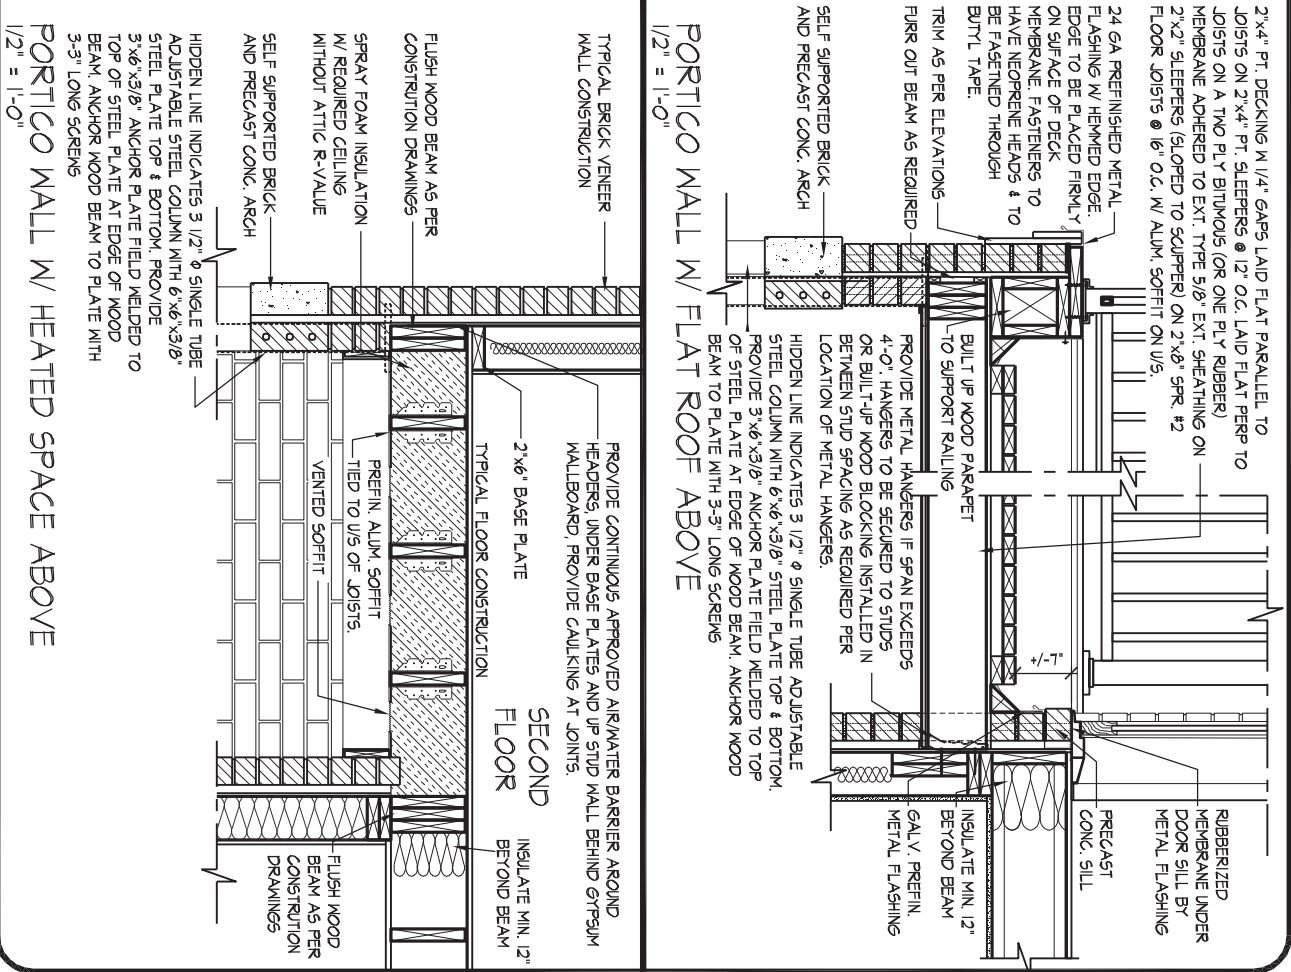 2"x4" PT. DECKING W 1/4" GAPS LAID FLAT PARALLEL TO
JOISTS ON 2"x4" PT. SLEEPERS @ 12" O.C. LAID FLAT PERP TO
JOISTS ON A TWO PLY BITUMOUS (OR ONE PLY RUBBER)
MEMBRANE ADHERED TO EXT. TYPE 5/8" EXT. SHEATHING ON
2"x2" SLEEPERS (SLOPED TO SCUPPER) ON 2"x8" SPR. #2
FLOOR JOISTS @ 16" O.C. W/ ALUM. SOFFIT ON U/S.
24 GA PREFINISHED METAL
FLASHING W/ HEMMED EDGE.
EDGE TO BE PLACED FIRMLY
ON SUFACE OF DECK
MEMBRANE. FASTENERS TO
HAVE NEOPRENE HEADS & TO
BE FASETNED THROUGH
BUTYL TAPE.
TRIM AS PER ELEVATIONS
FURR OUT BEAM AS REQUIRED
SELF SUPPORTED BRICK
AND PRECAST CONC. ARCH
+/-7"
RUBBERIZED
MEMBRANE UNDER
DOOR SILL BY
METAL FLASHING
PRECAST
CONC. SILL
INSULATE MIN. 12"
BEYOND BEAM
GALV. PREFIN.
METAL FLASHING
BUILT UP WOOD PARAPET
TO SUPPORT RAILING
PROVIDE METAL HANGERS IF SPAN EXCEEDS
4'-0". HANGERS TO BE SECURED TO STUDS
OR BUILT-UP WOOD BLOCKING INSTALLED IN
BETWEEN STUD SPACING AS REQUIRED PER
LOCATION OF METAL HANGERS.
HIDDEN LINE INDICATES 3 1/2" Φ SINGLE TUBE ADJUSTABLE
STEEL COLUMN WITH 6"x6"x3/8" STEEL PLATE TOP & BOTTOM.
PROVIDE 3"x6"x3/8" ANCHOR PLATE FIELD WELDED TO TOP
OF STEEL PLATE AT EDGE OF WOOD BEAM. ANCHOR WOOD
BEAM TO PLATE WITH 3-3" LONG SCREWS
PORTICO WALL W/ FLAT ROOF ABOVE
1/2" = 1'-0"
TYPICAL BRICK VENEER
WALL CONSTRUCTION
FLUSH WOOD BEAM AS PER
CONSTRUTION DRAWINGS
SPRAY FOAM INSULATION
W/ REQUIRED CEILING
WITHOUT ATTIC R-VALUE
SELF SUPPORTED BRICK
AND PRECAST CONC. ARCH
HIDDEN LINE INDICATES 3 1/2" Φ SINGLE TUBE
ADJUSTABLE STEEL COLUMN WITH 6"x6"x3/8"
STEEL PLATE TOP & BOTTOM. PROVIDE
3"x6"x3/8" ANCHOR PLATE FIELD WELDED TO
TOP OF STEEL PLATE AT EDGE OF WOOD
BEAM. ANCHOR WOOD BEAM TO PLATE WITH
3-3" LONG SCREWS
PROVIDE CONTINUOUS APPROVED AIR/WATER BARRIER AROUND
HEADERS, UNDER BASE PLATES AND UP STUD WALL BEHIND GYPSUM
WALLBOARD, PROVIDE CAULKING AT JOINTS.
2"x6" BASE PLATE
TYPICAL FLOOR CONSTRUCTION
SECOND
FLOOR
INSULATE MIN. 12"
BEYOND BEAM
PREFIN. ALUM. SOFFIT
TIED TO U/S OF JOISTS.
VENTED SOFFIT
FLUSH WOOD
BEAM AS PER
CONSTRUTION
DRAWINGS
PORTICO WALL W/ HEATED SPACE ABOVE
1/2" = 1'-0"